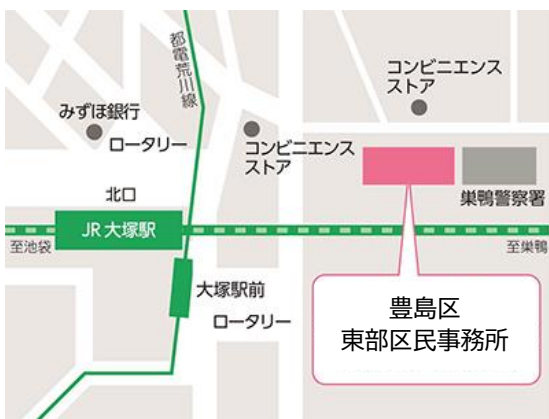 都電荒川線
コンビニエンス
ストア
みずほ銀行
ロータリー
コンビニエンス
ストア
巣鴨警察署
北口
JR大塚駅
至池袋
至巣鴨
大塚駅前
ロータリー
豊島区
東部区民事務所